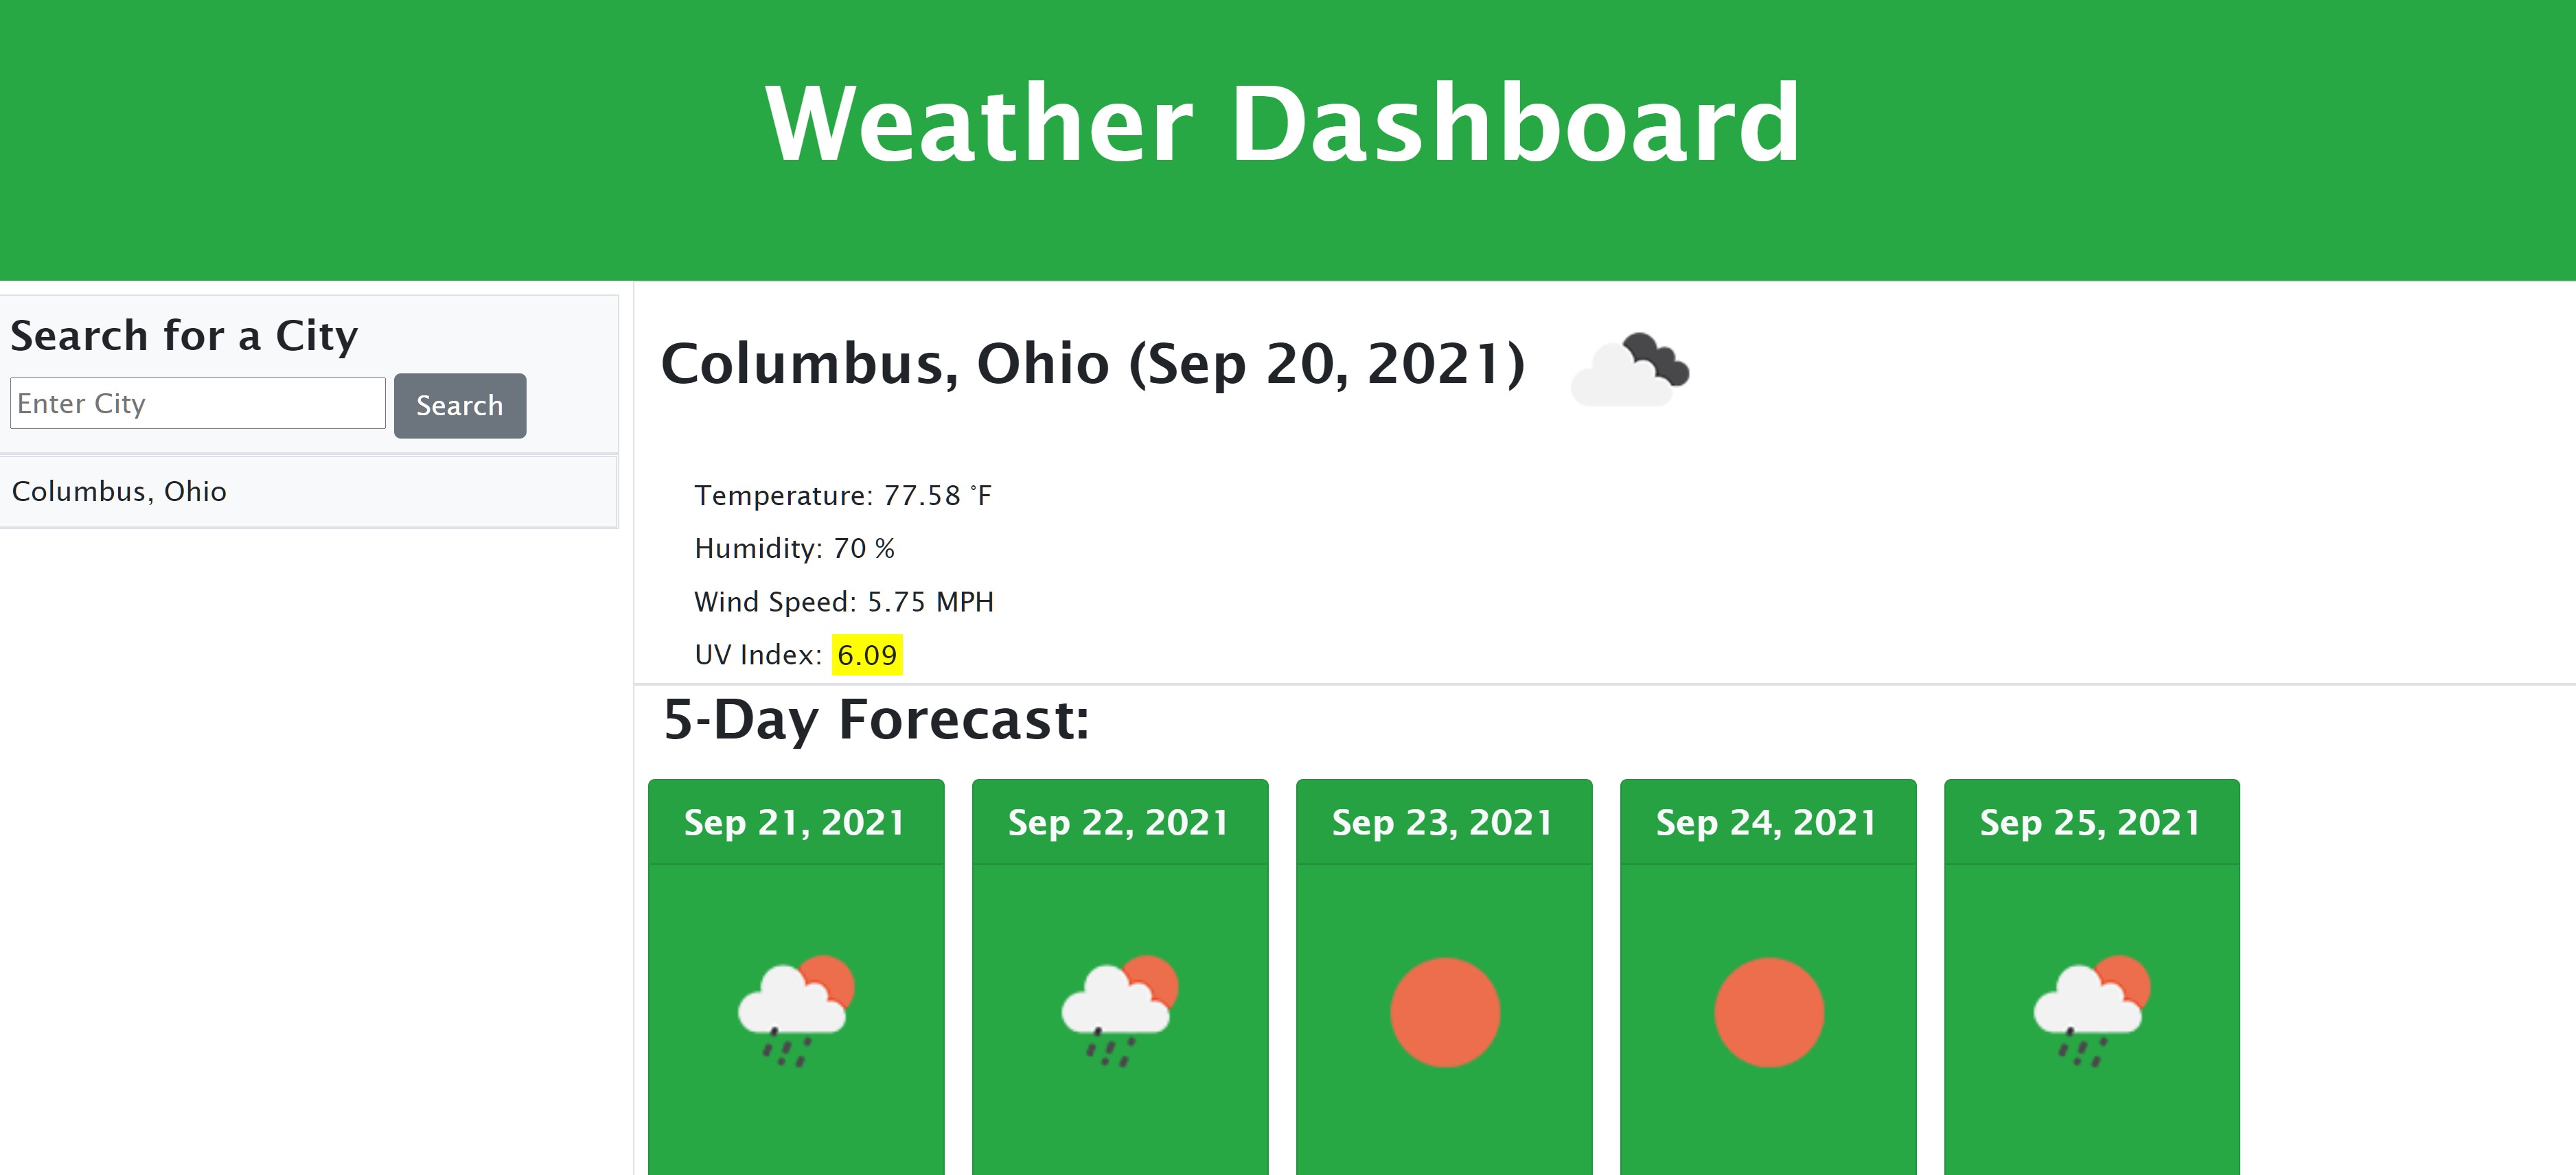 Weather Dashboard
Search for a City
Enter City
Search
Columbus, Ohio
Columbus, Ohio (Sep 20, 2021)
Temperature: 77.58 °F
Humidity: 70 %
Wind Speed: 5.75 MPH
UV Index: 6.09
5-Day Forecast:
Sep 21, 2021
Sep 22, 2021
Sep 23, 2021
Sep 24, 2021
Sep 25, 2021